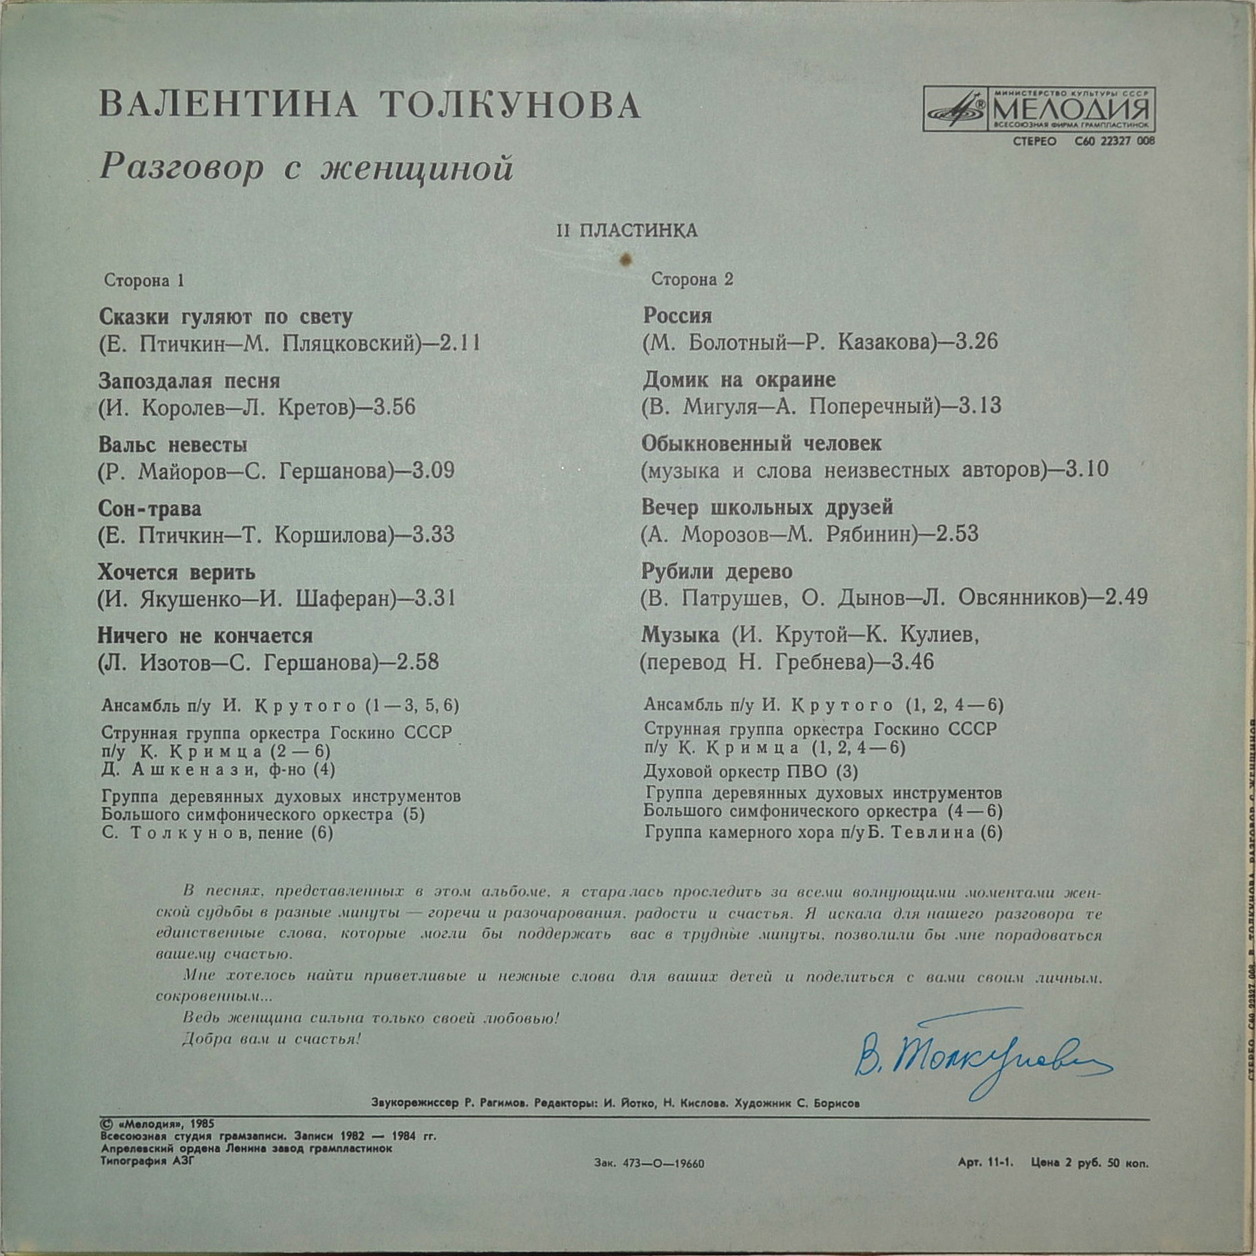 ВАЛЕНТИНА ТОЛКУНОВА
Разговор с женщиной
МИНИСТЕРСТВО КУЛЬТУРЫ СССР
® МЕЛОДИЯ
ВСЕСОЮЗНАЯ ФИРМА ГРАМПЛАСТИНОК
СТЕРЕО С60 22327 008
II ПЛАСТИНКА
Сторона 1
Сказки гуляют по свету
(Е. Птичкин—М. Пляцковский)—2.11
Запоздалая песня
(И. Королев—Л. Кретов)—3.56
Вальс невесты
(Р. Майоров—С. Гершанова)—3.09
Сон-трава
(Е. Птичкин—Т. Коршилова)—3.33
Хочется верить
(И. Якушенко—И. Шаферан)—3.31
Ничего не кончается
(Л. Изотов—С. Гершанова)—2.58
Ансамбль п/у И. Крутого (1—3, 5, 6)
Струнная группа оркестра Госкино СССР
п/у К. Кримца (2 — 6)
Д. Ашкенази, ф-но (4)
Группа деревянных духовых инструментов
Большого симфонического оркестра (5)
С. Толкунов, пение (6)
Сторона 2
Россия
(М. Болотный—Р. Казакова)—3.26
Домик на окраине
(В. Мигуля—А. Поперечный)—3.13
Обыкновенный человек
(музыка и слова неизвестных авторов)—3.10
Вечер школьных друзей
(А. Морозов—М. Рябинин)—2.53
Рубили дерево
(В. Патрушев, О. Дынов—Л. Овсянников)—2.49
Музыка (И. Крутой—К. Кулиев,
(перевод Н. Гребнева)—3.46
Ансамбль п/у И. Крутого (1, 2, 4—6)
Струнная группа оркестра Госкино СССР
п/у К. Кримца (1, 2, 4—6)
Духовой оркестр ПВО (3)
Группа деревянных духовых инструментов
Большого симфонического оркестра (4—6)
Группа камерного хора п/у Б. Тевлина (6)
В песнях, представленных в этом альбоме, я старалась проследить за всеми волнующими моментами жен-
ской судьбы в разные минуты — горечи и разочарования, радости и счастья. Я искала для нашего разговора те
единственные слова, которые могли бы поддержать вас в трудные минуты, позволили бы мне порадоваться
вашему счастью.
Мне хотелось найти приветливые и нежные слова для ваших детей и поделиться с вами своим личным,
сокровенным...
Ведь женщина сильна только своей любовью!
Добра вам и счастья!
В. Толкунова
Звукорежиссер Р. Рагимов. Редакторы: И. Йотко, Н. Кислова. Художник С. Борисов
© «Мелодия», 1985
Всесоюзная студия грамзаписи. Записи 1982 — 1984 гг.
Апрелевский ордена Ленина завод грампластинок
Типография АЗГ
Зак. 473—О—19660
Арт. 11-1. Цена 2 руб. 50 коп.
СТЕРЕО С60 22327 008 В. ТОЛКУНОВА РАЗГОВОР С ЖЕНЩИНОЙ